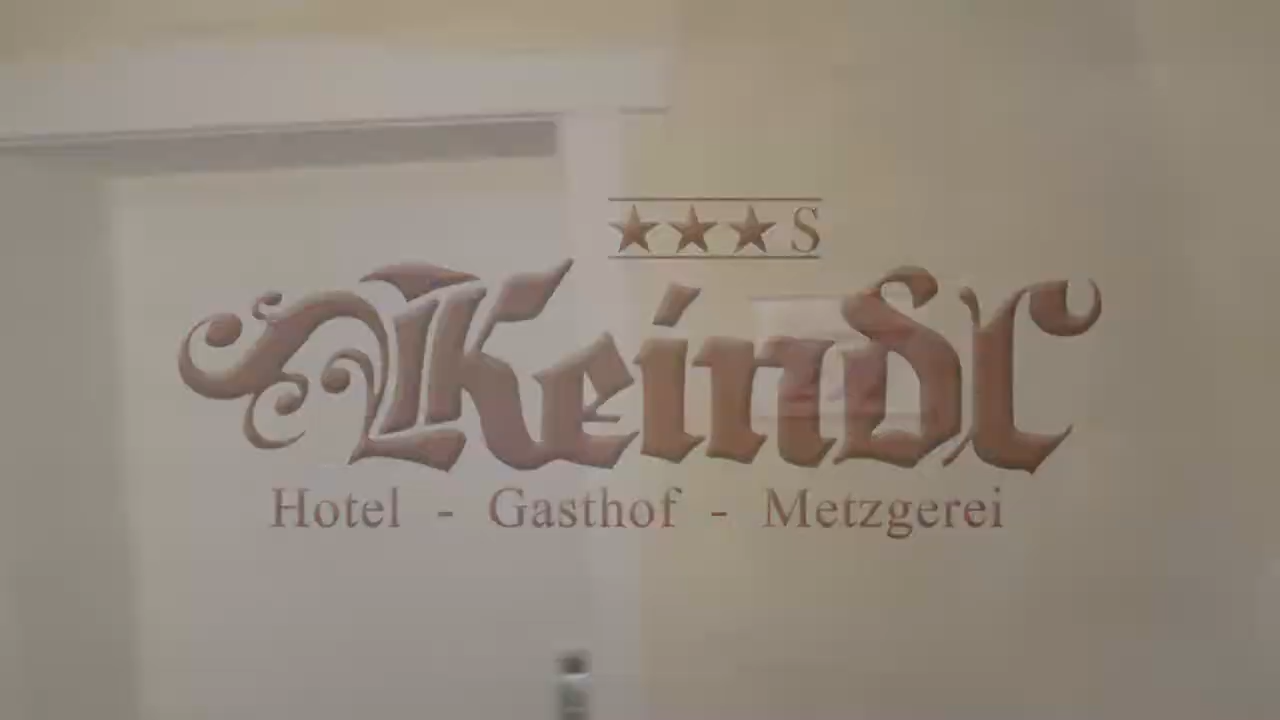 ★★★ S
Keindl
Hotel - Gasthof - Metzgerei